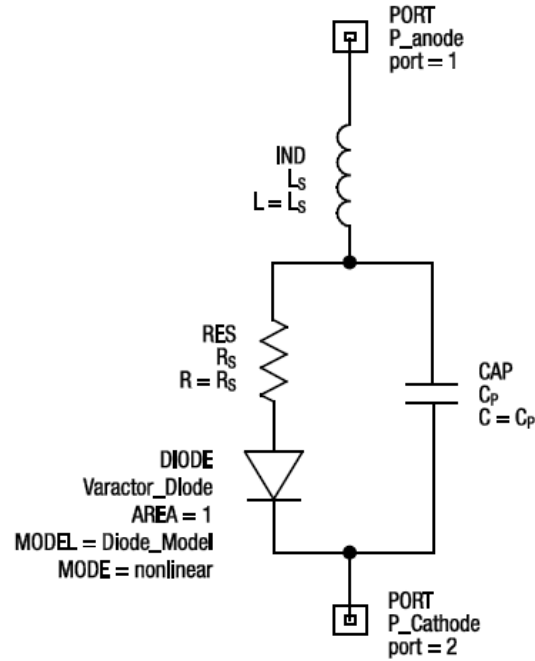 PORT
P_anode
port = 1
IND
LS
L = LS
RES
RS
R = RS
CAP
CP
C = CP
DIODE
Varactor_Diode
AREA = 1
MODEL = Diode_Model
MODE = nonlinear
PORT
P_Cathode
port = 2